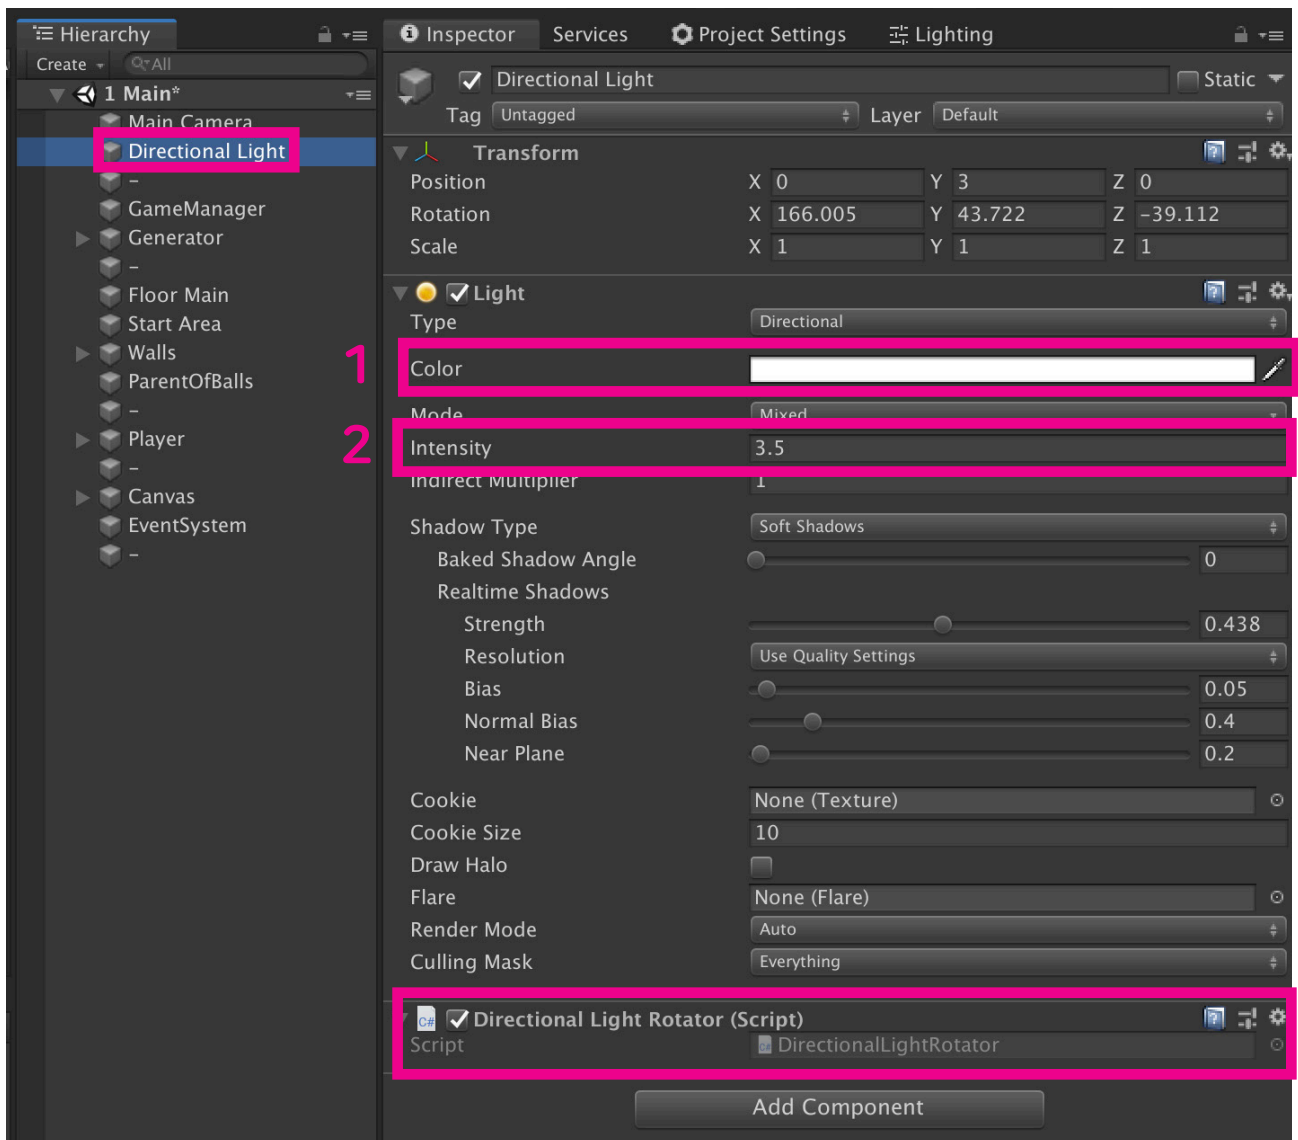 Hierarchy
Create
All
1 Main*
Main Camera
Directional Light
–
GameManager
Generator
–
Floor Main
Start Area
Walls
ParentOfBalls
–
Player
–
Canvas
EventSystem
–
1
2
Inspector Services Project Settings Lighting
Directional Light Static
Tag Untagged Layer Default
Transform
Position X 0 Y 3 Z 0
Rotation X 166.005 Y 43.722 Z -39.112
Scale X 1 Y 1 Z 1
Light
Type Directional
Color
Mode Mixed
Intensity 3.5
Indirect Multiplier 1
Shadow Type Soft Shadows
Baked Shadow Angle 0
Realtime Shadows
Strength 0.438
Resolution Use Quality Settings
Bias 0.05
Normal Bias 0.4
Near Plane 0.2
Cookie None (Texture)
Cookie Size 10
Draw Halo
Flare None (Flare)
Render Mode Auto
Culling Mask Everything
C# Directional Light Rotator (Script)
Script DirectionalLightRotator
Add Component